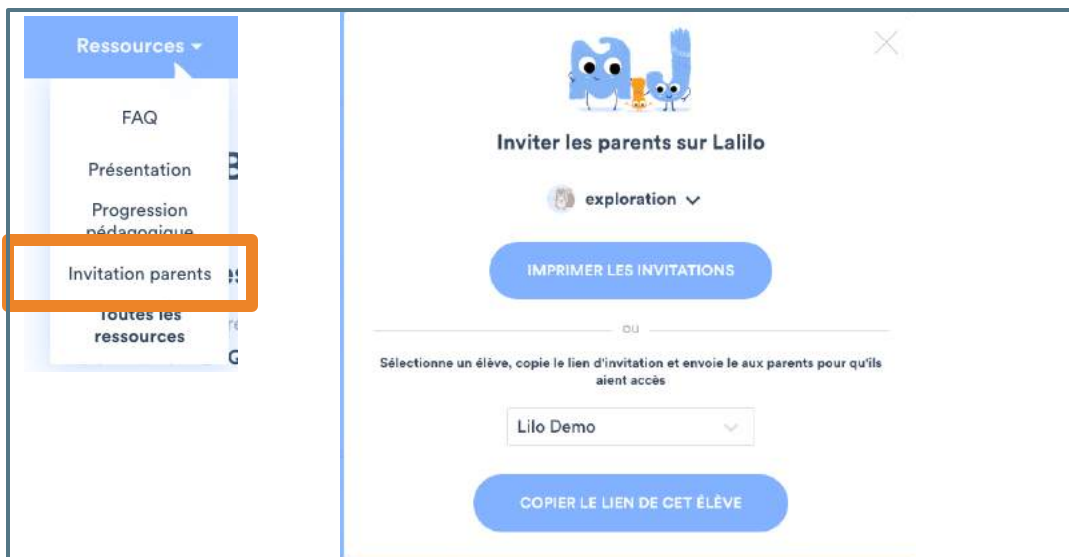 Ressources
FAQ
Présentation
Progression
pédagogique
Invitation parents
Toutes les
ressources
Inviter les parents sur Lalilo
exploration
IMPRIMER LES INVITATIONS
ou
Sélectionne un élève, copie le lien d'invitation et envoie le aux parents pour qu'ils
aient accès
Lilo Demo
COPIER LE LIEN DE CET ÉLÈVE